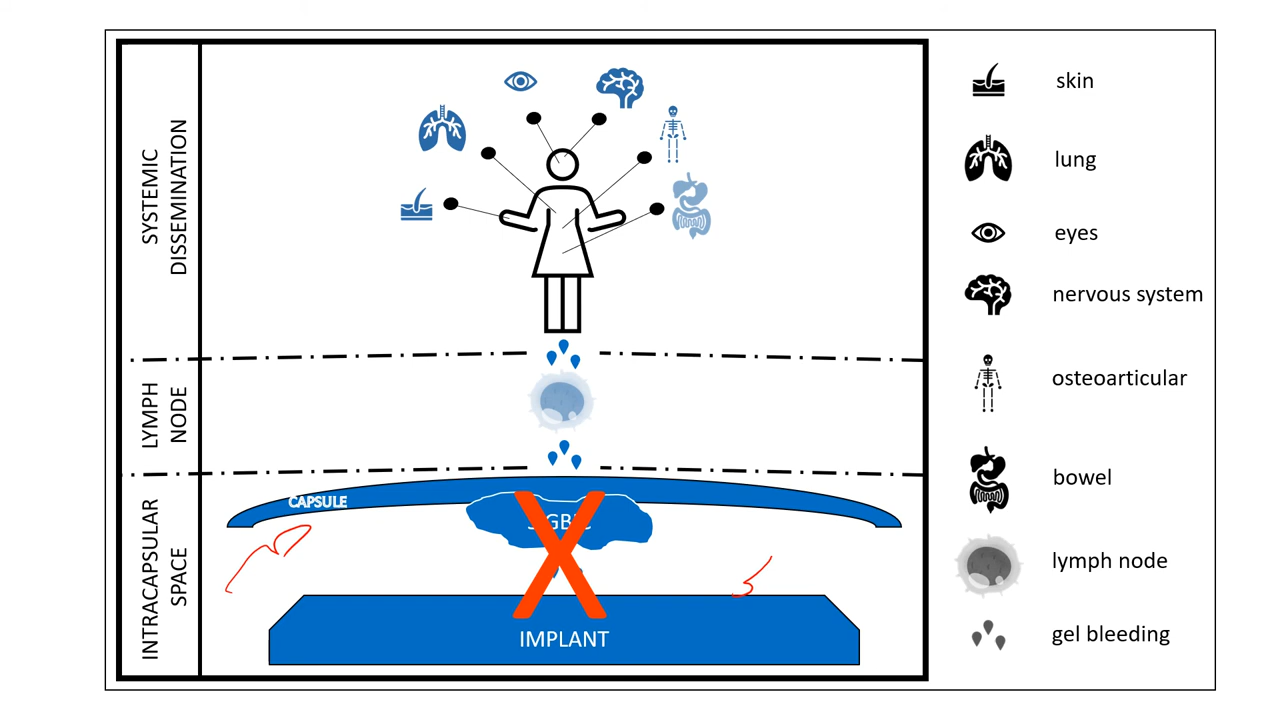 SYSTEMIC
DISSEMINATION
LYMPH
NODE
INTRACAPSULAR
SPACE
CAPSULE
IMPLANT
skin
lung
eyes
nervous system
osteoarticular
bowel
lymph node
gel bleeding